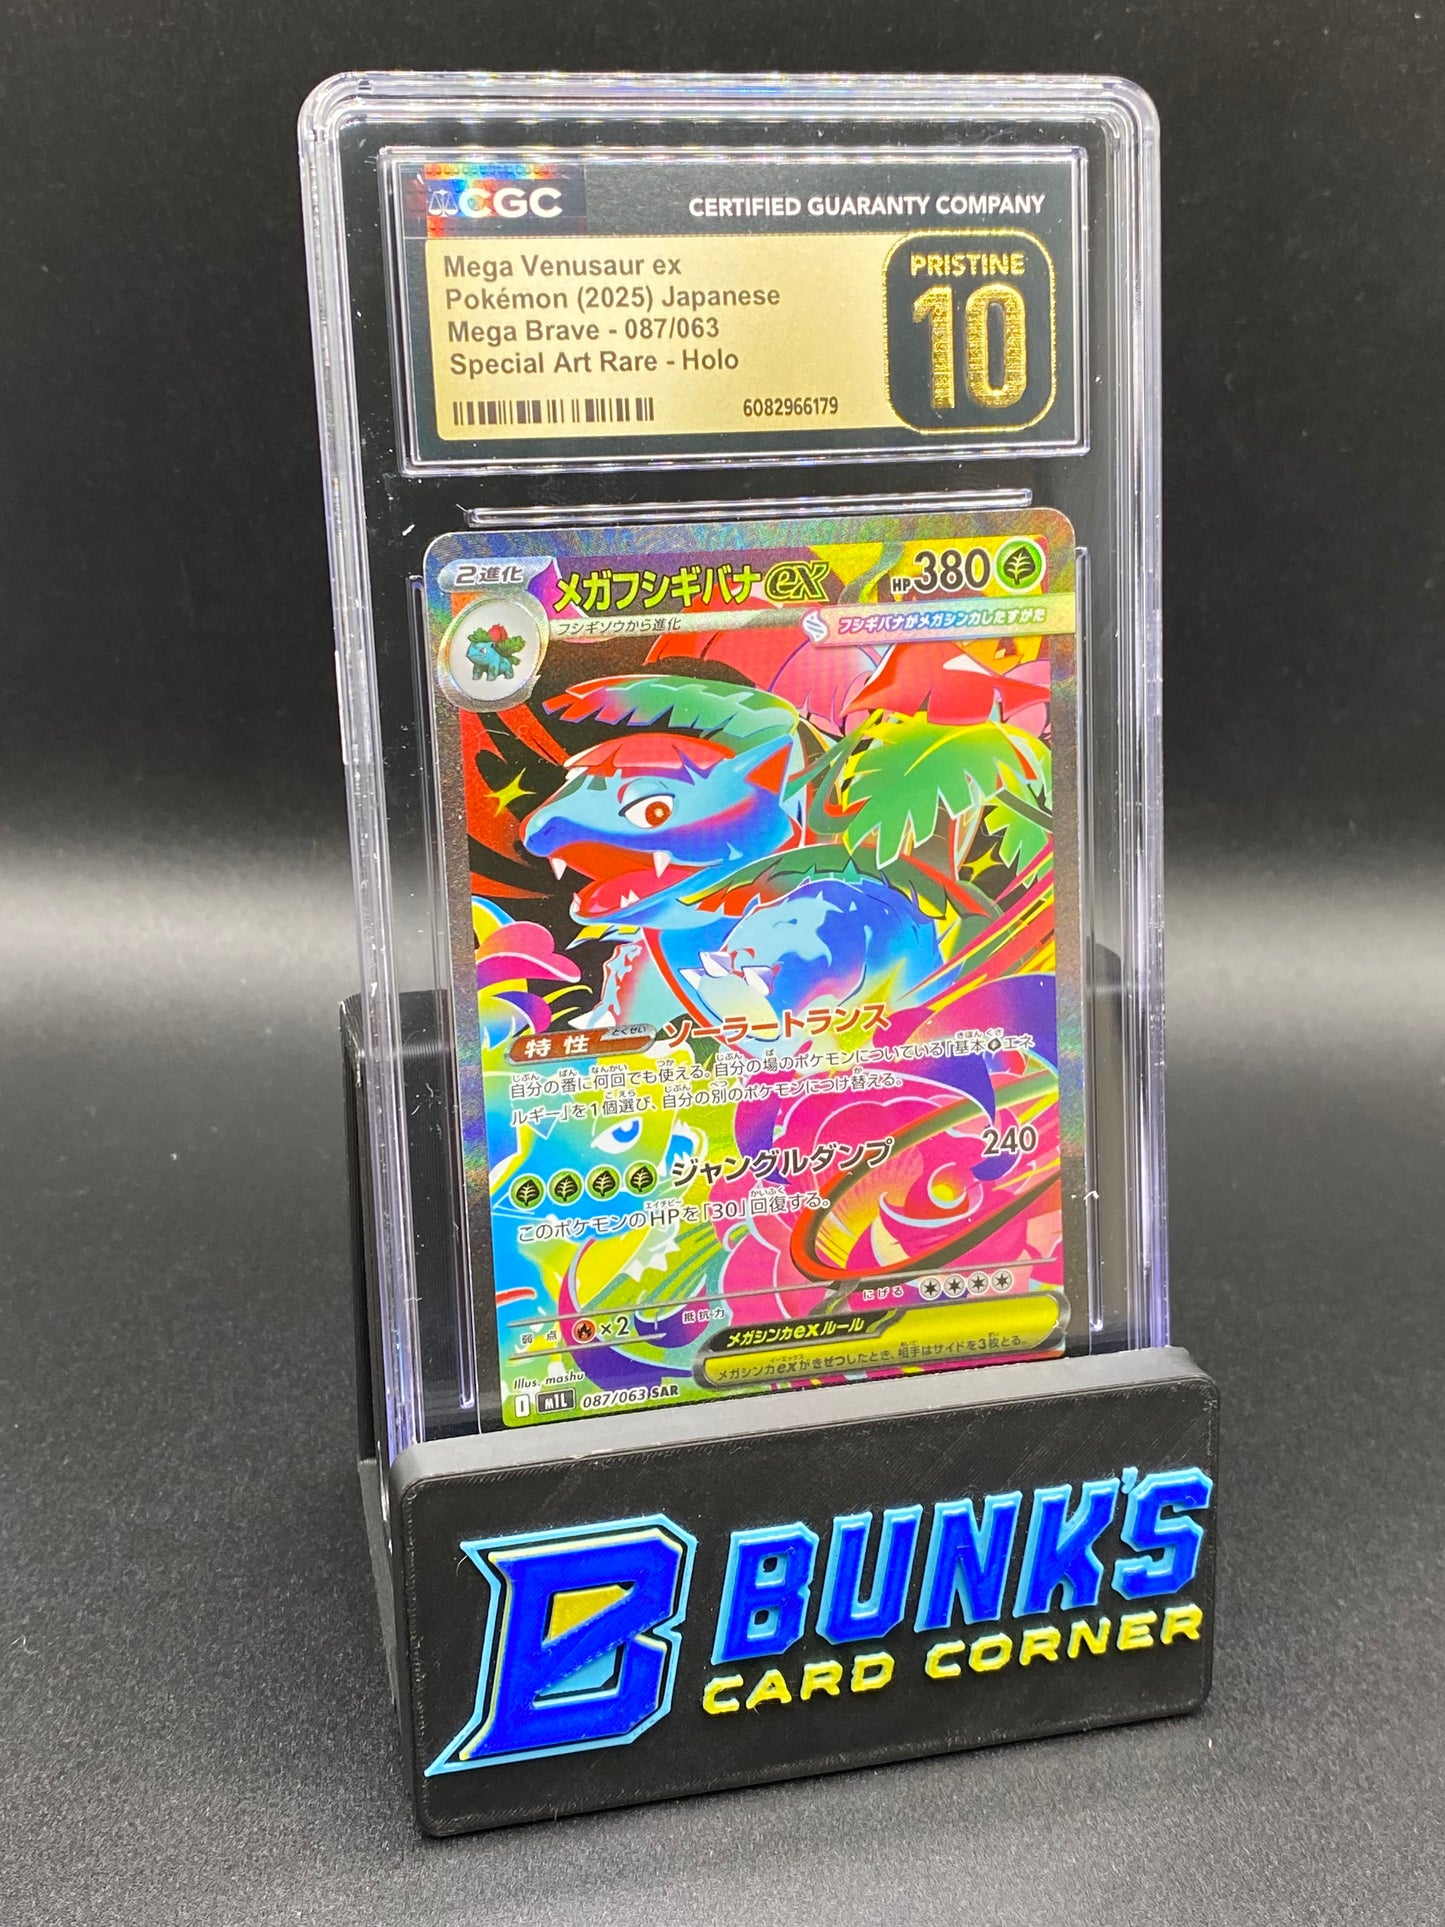 CGC
CERTIFIED GUARANTY COMPANY
Mega Venusaur ex
Pokémon (2025) Japanese
Mega Brave - 087/063
Special Art Rare - Holo
6082966179
PRISTINE
10
2進化
メガフシギバナex
HP380
フシギソウから進化
フシギバナがメガシンカしたすがた
特性
とくせい
ソーラートランス
自分の番に何回でも使える。自分の場のポケモンについている「基本エネ
ルギー」を1個選び、自分の別のポケモンにつけ替える。
ジャングルダンプ 240
このポケモンのHPを「30」回復する。
にげる
弱点 ×2 抵抗力
メガシンカexルール
メガシンカexがきぜつしたとき、相手はサイドを3枚とる。
Illus. mashu
I M1L 087/063 SAR
B BUNK'S
CARD CORNER